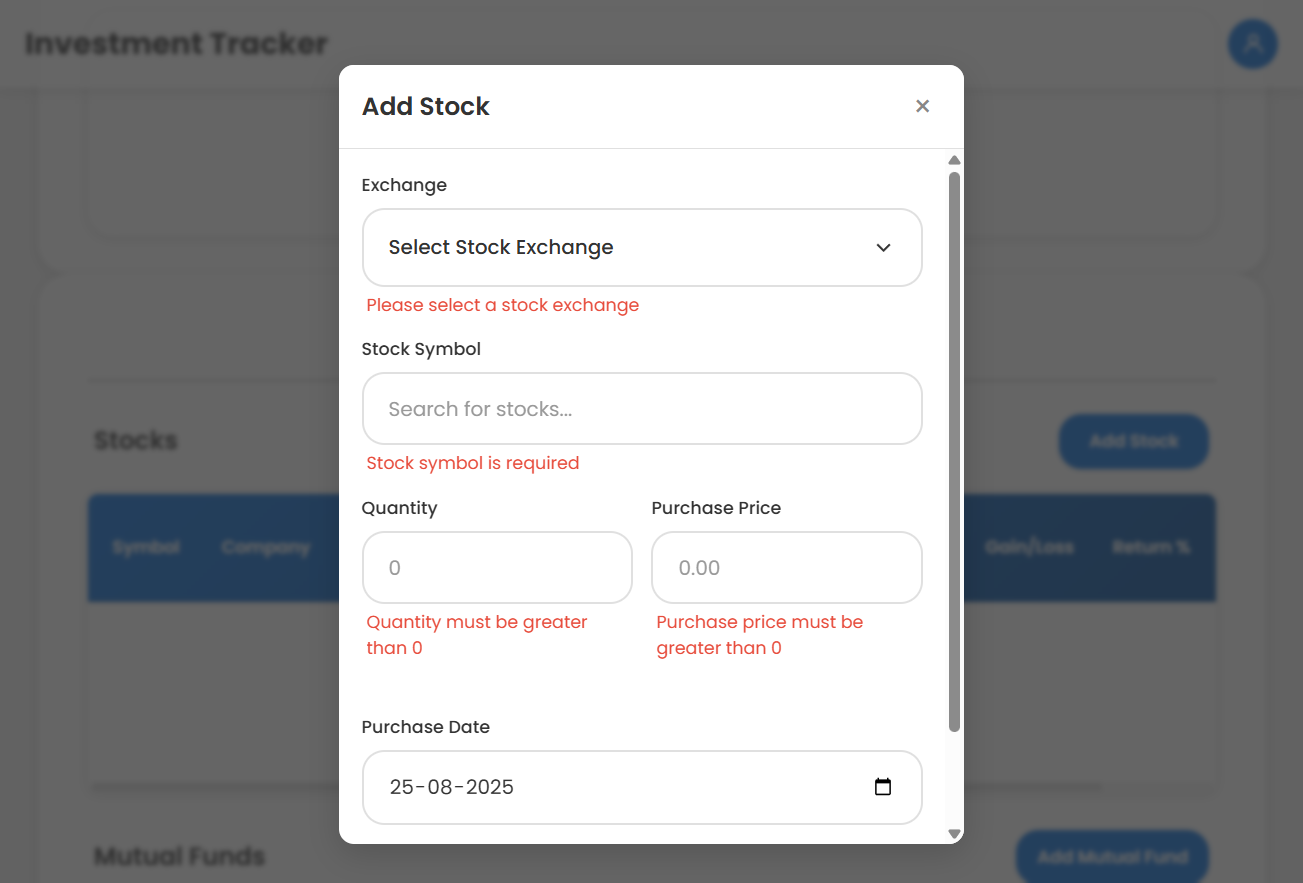 Investment Tracker
Add Stock
×
Exchange
Select Stock Exchange
Please select a stock exchange
Stock Symbol
Search for stocks...
Stock symbol is required
Quantity
Purchase Price
0
0.00
Quantity must be greater
than 0
Purchase price must be
greater than 0
Purchase Date
25-08-2025
Stocks
Add Stock
Symbol
Company
Gain/Loss
Return %
Mutual Funds
Add Mutual Fund